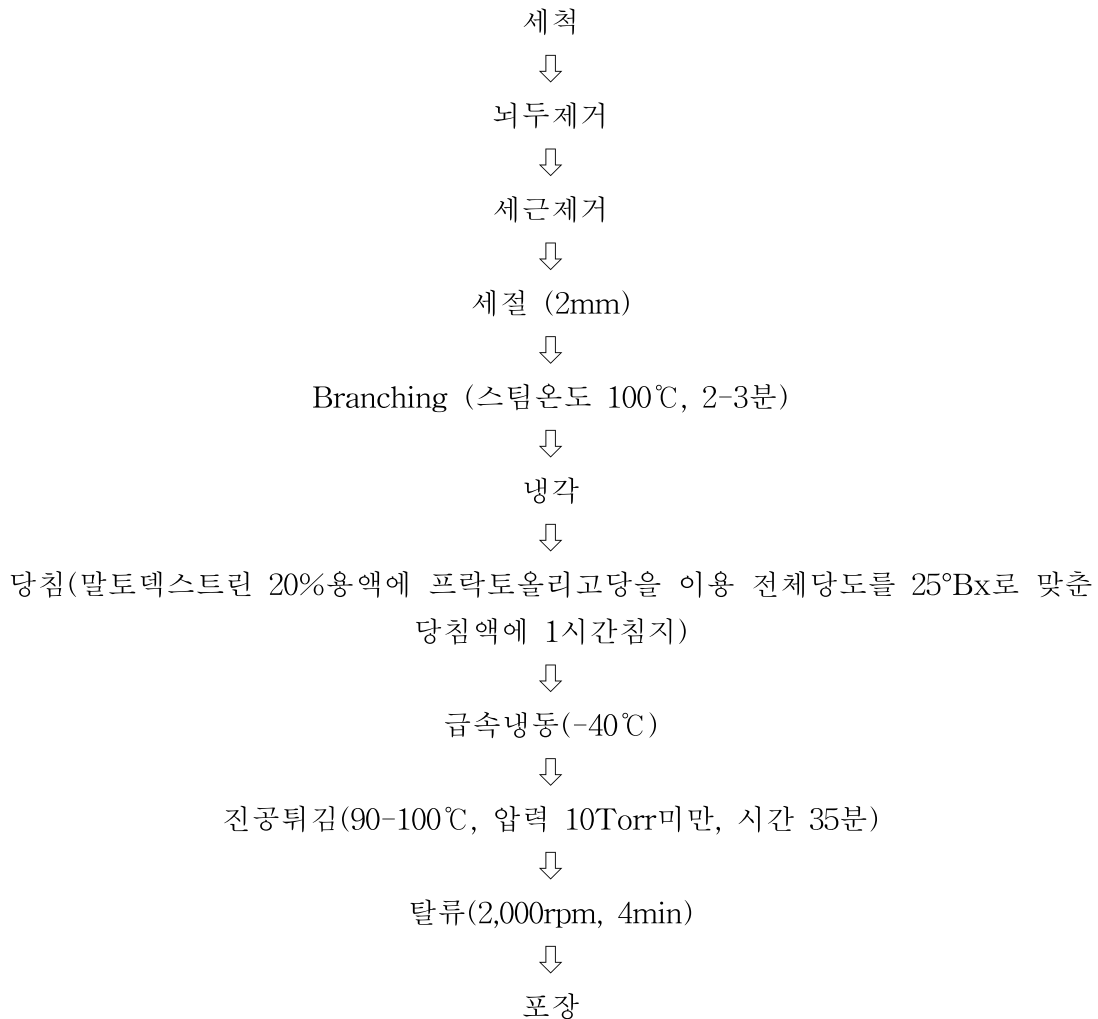 세척
⇩
뇌두제거
⇩
세근제거
⇩
세절 (2mm)
⇩
Branching (스팀온도 100℃, 2-3분)
⇩
냉각
⇩
당침(말토덱스트린 20%용액에 프락토올리고당을 이용 전체당도를 25°Bx로 맞춘
당침액에 1시간침지)
⇩
급속냉동(-40℃)
⇩
진공튀김(90-100℃, 압력 10Torr미만, 시간 35분)
⇩
탈류(2,000rpm, 4min)
⇩
포장